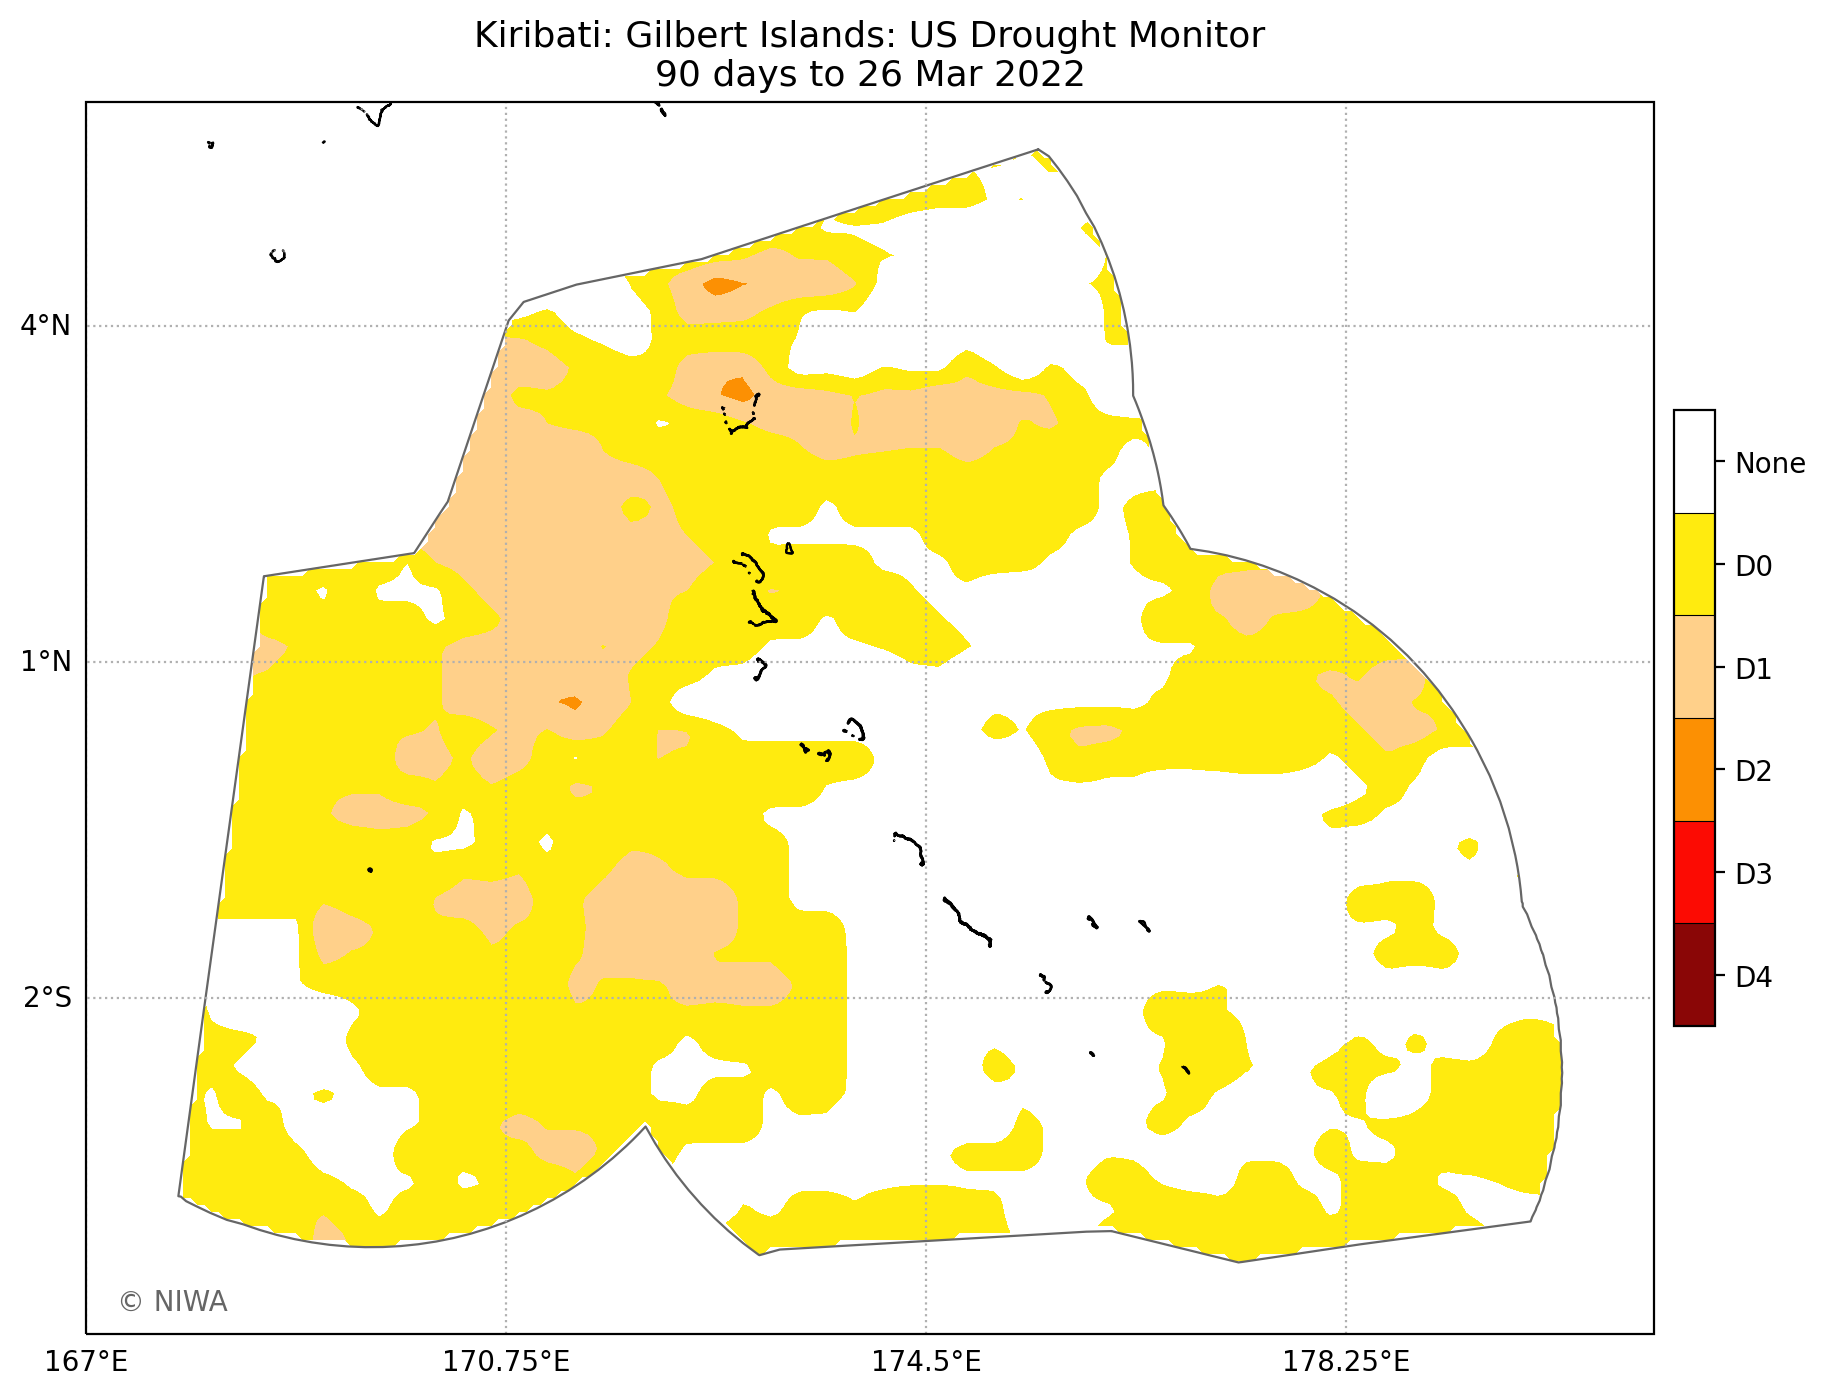 Kiribati: Gilbert Islands: US Drought Monitor
90 days to 26 Mar 2022
4°N
1°N
2°S
167°E
170.75°E
174.5°E
178.25°E
None
D0
D1
D2
D3
D4
© NIWA